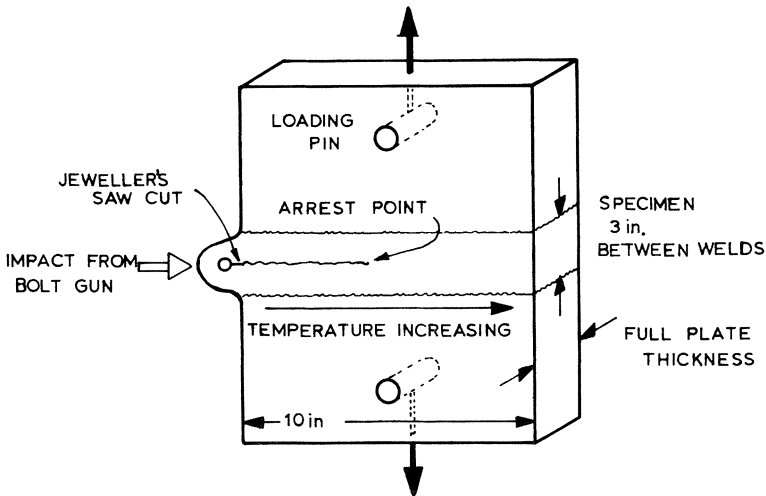 LOADING
PIN
JEWELLER'S
SAW CUT
ARREST POINT
SPECIMEN
3 in.
BETWEEN WELDS
IMPACT FROM
BOLT GUN
TEMPERATURE INCREASING
FULL PLATE
THICKNESS
10 in